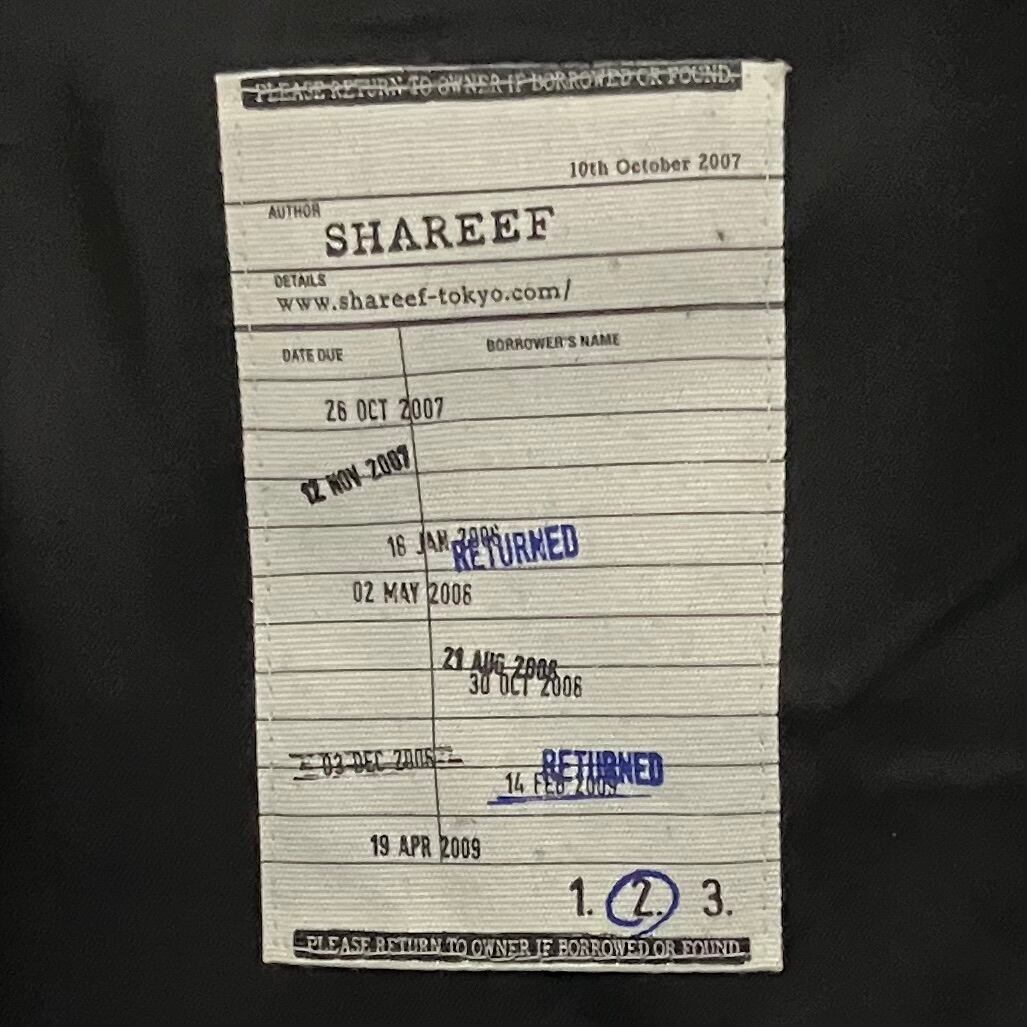 PLEASE RETURN TO OWNER IF BORROWED OR FOUND.
10th October 2007
AUTHOR
SHAREEF
DETAILS
www.shareef-tokyo.com/
DATE DUE BORROWER'S NAME
26 OCT 2007
12 NOV 2007
16 JAN
RETURNED
02 MAY 2008
21 AUG 2008
30 OCT 2008
03 DEC 2008
RETURNED
14 FEB 2009
19 APR 2009
1. 2. 3.
PLEASE RETURN TO OWNER IF BORROWED OR FOUND.